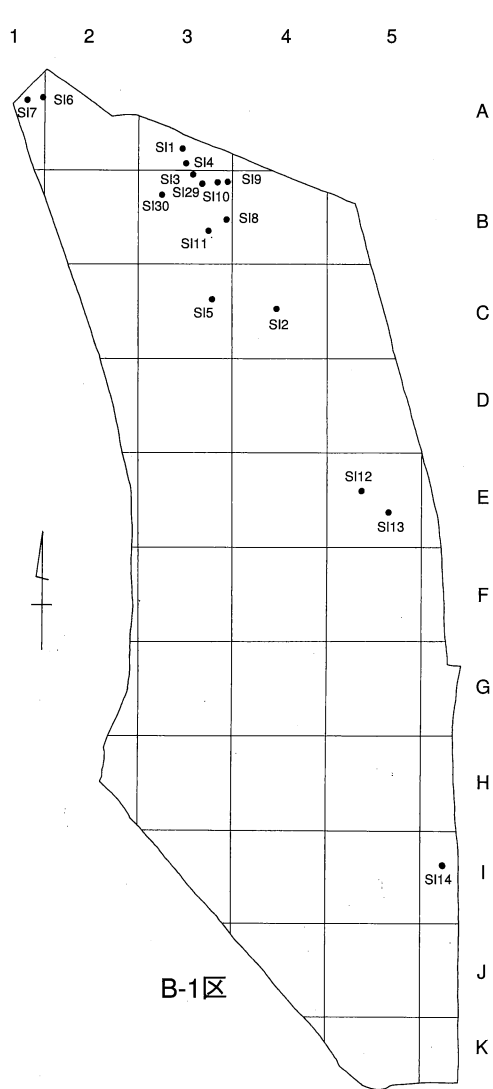 1 2 3 4 5
A
SI7 SI6
SI1
SI4
SI3
SI29 SI10 SI9
SI30
B
SI8
SI11
SI5 SI2
C
D
SI12
E
SI13
F
G
H
I
SI14
J
B-1区
K